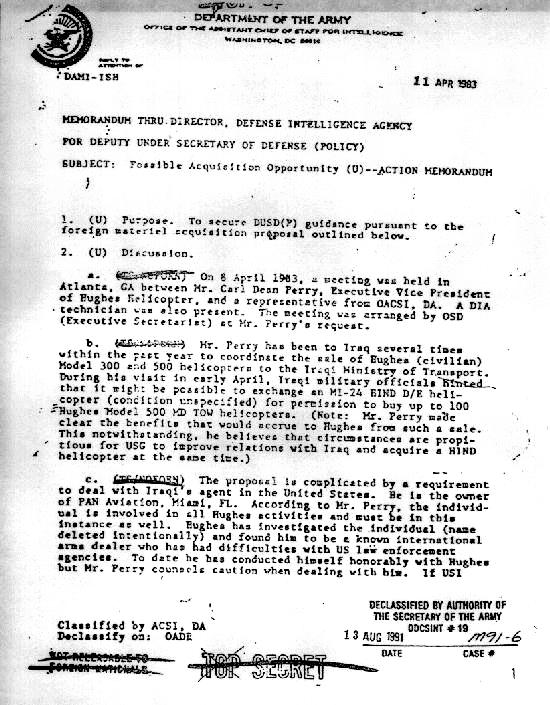 DEPARTMENT OF THE ARMY
OFFICE OF THE ASSISTANT CHIEF OF STAFF FOR INTELLIGENCE
WASHINGTON, DC 20310
REPLY TO
ATTENTION OF
DAMI-ISH
11 APR 1983
MEMORANDUM THRU DIRECTOR, DEFENSE INTELLIGENCE AGENCY
FOR DEPUTY UNDER SECRETARY OF DEFENSE (POLICY)
SUBJECT: Possible Acquisition Opportunity (U)--ACTION MEMORANDUM
1. (U) Purpose. To secure DUSD(P) guidance pursuant to the
foreign materiel acquisition proposal outlined below.
2. (U) Discussion.
a. On 8 April 1983, a meeting was held in
Atlanta, GA between Mr. Carl Dean Perry, Executive Vice President
of Hughes Helicopter, and a representative from OACSI, DA. A DIA
technician was also present. The meeting was arranged by OSD
(Executive Secretariat) at Mr. Perry's request.
b. Mr. Perry has been to Iraq several times
within the past year to coordinate the sale of Hughes (civilian)
Model 300 and 500 helicopters to the Iraqi Ministry of Transport.
During his visit in early April, Iraqi military officials hinted
that it might be possible to exchange an MI-24 HIND D/E heli-
copter (condition unspecified) for permission to buy up to 100
Hughes Model 500 MD TOW helicopters. (Note: Mr. Perry made
clear the benefits that would accrue to Hughes from such a sale.
This notwithstanding, he believes that circumstances are propi-
tious for USG to improve relations with Iraq and acquire a HIND
helicopter at the same time.)
c. (TS/NOFORN) The proposal is complicated by a requirement
to deal with Iraqi's agent in the United States. He is the owner
of PAN Aviation, Miami, FL. According to Mr. Perry, the individ-
ual is involved in all Hughes activities and must be in this
instance as well. Hughes has investigated the individual (name
deleted intentionally) and found him to be a known international
arms dealer who has had difficulties with US law enforcement
agencies. To date he has conducted himself honorably with Hughes
but Mr. Perry counsels caution when dealing with him. If USI
Classified by ACSI, DA
Declassify on: OADR
NOT RELEASABLE TO
FOREIGN NATIONALS
TOP SECRET
DECLASSIFIED BY AUTHORITY OF
THE SECRETARY OF THE ARMY
ODCSINT # 19
13 AUG 1991 M91-6
DATE CASE #
1